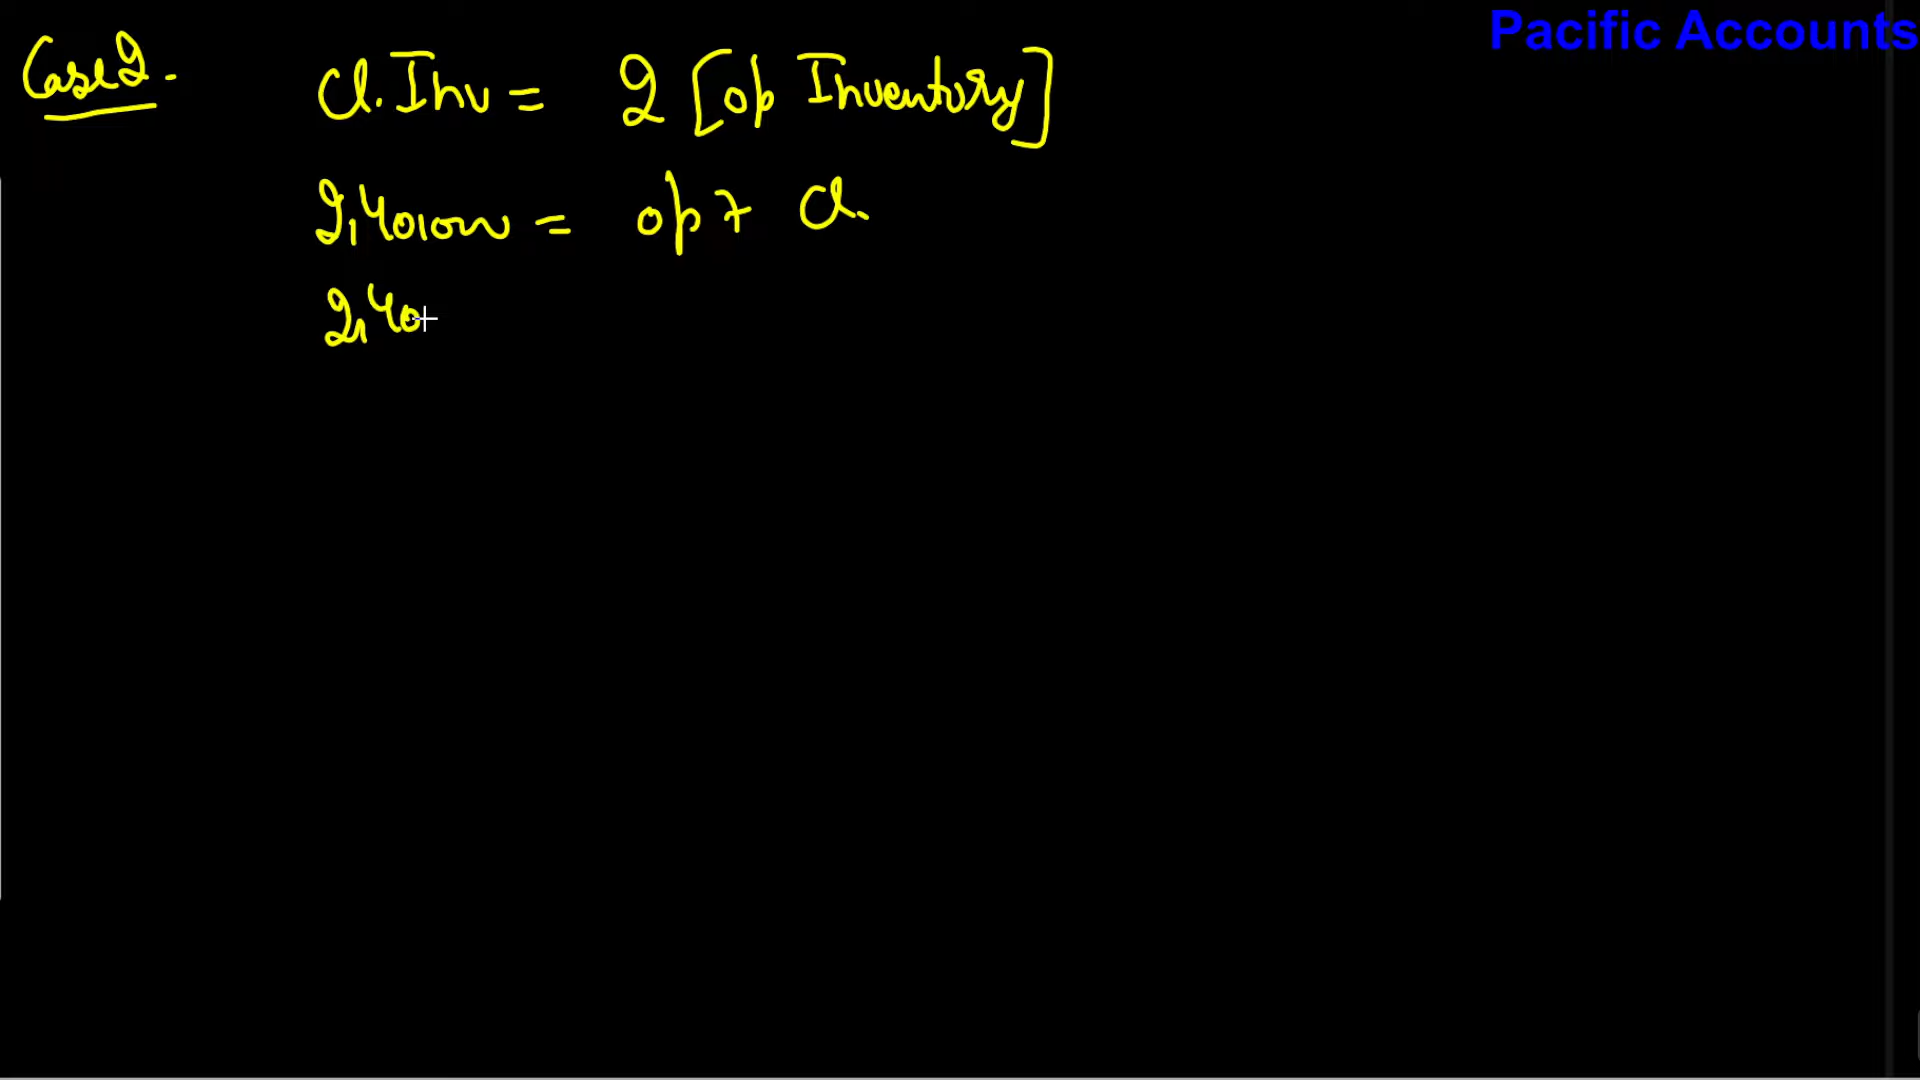 Pacific Accounts
Case 2.
Cl. Inv = 2 [op Inventory]
2,40,000 = op + Cl.
2,40